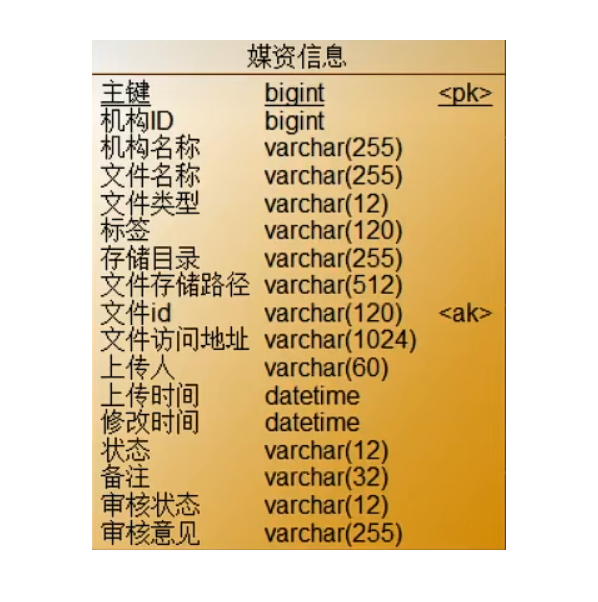 媒资信息
主键 bigint <pk>
机构ID bigint
机构名称 varchar(255)
文件名称 varchar(255)
文件类型 varchar(12)
标签 varchar(120)
存储目录 varchar(255)
文件存储路径 varchar(512)
文件id varchar(120) <ak>
文件访问地址 varchar(1024)
上传人 varchar(60)
上传时间 datetime
修改时间 datetime
状态 varchar(12)
备注 varchar(32)
审核状态 varchar(12)
审核意见 varchar(255)